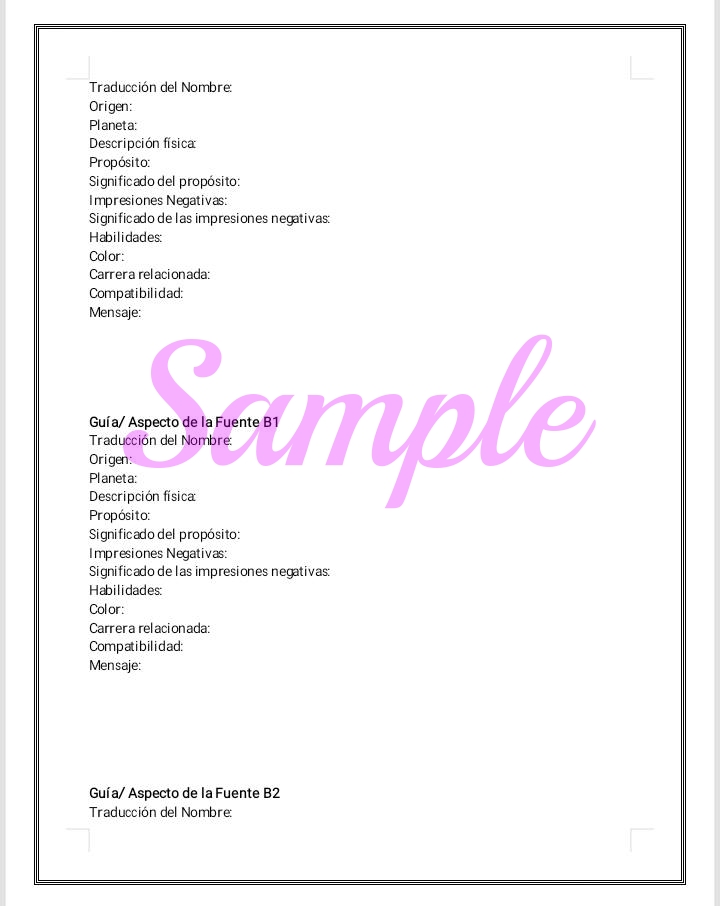 Traducción del Nombre:
Origen:
Planeta:
Descripción física:
Propósito:
Significado del propósito:
Impresiones Negativas:
Significado de las impresiones negativas:
Habilidades:
Color:
Carrera relacionada:
Compatibilidad:
Mensaje:
Sample
Guía/ Aspecto de la Fuente B1
Traducción del Nombre:
Origen:
Planeta:
Descripción física:
Propósito:
Significado del propósito:
Impresiones Negativas:
Significado de las impresiones negativas:
Habilidades:
Color:
Carrera relacionada:
Compatibilidad:
Mensaje:
Guía/ Aspecto de la Fuente B2
Traducción del Nombre: